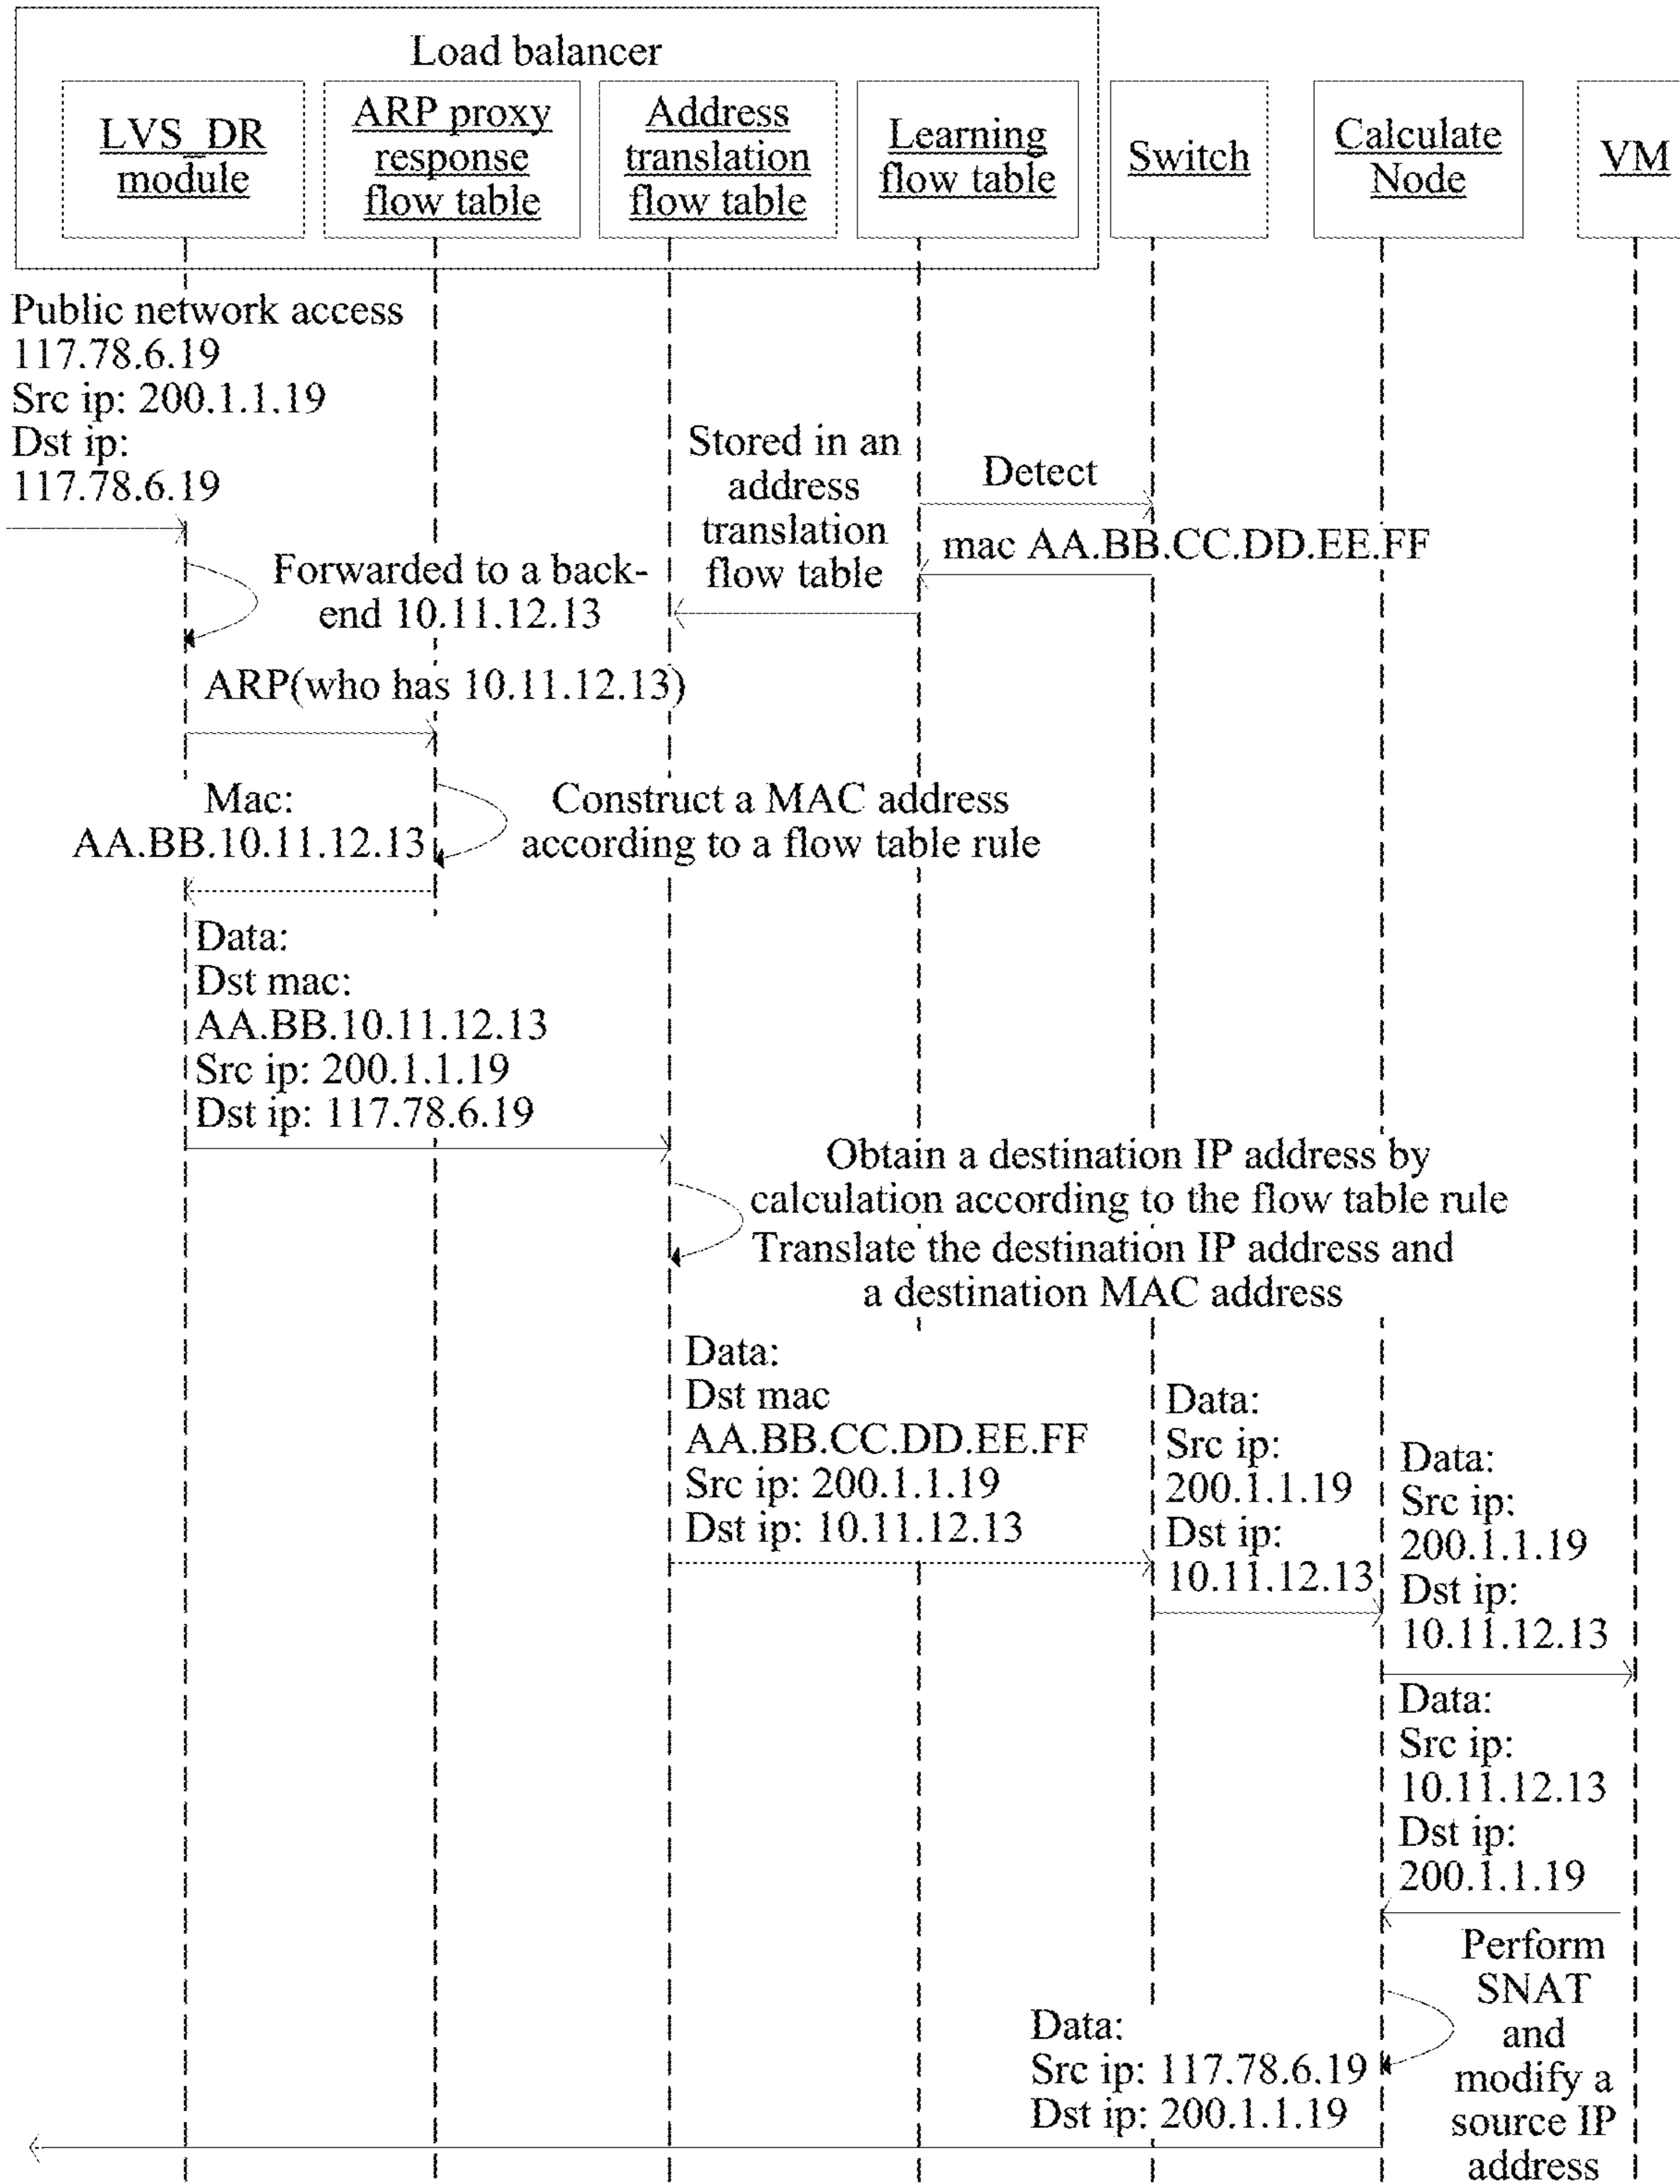 Load balancer
LVS_DR
module
ARP proxy
response
flow table
Address
translation
flow table
Learning
flow table
Switch
Calculate
Node
VM
Public network access
117.78.6.19
Src ip: 200.1.1.19
Dst ip:
117.78.6.19
Stored in an
address
translation
flow table
Detect
mac AA.BB.CC.DD.EE.FF
Forwarded to a back-
end 10.11.12.13
ARP(who has 10.11.12.13)
Mac:
AA.BB.10.11.12.13
Construct a MAC address
according to a flow table rule
Data:
Dst mac:
AA.BB.10.11.12.13
Src ip: 200.1.1.19
Dst ip: 117.78.6.19
Obtain a destination IP address by
calculation according to the flow table rule
Translate the destination IP address and
a destination MAC address
Data:
Dst mac
AA.BB.CC.DD.EE.FF
Src ip: 200.1.1.19
Dst ip: 10.11.12.13
Data:
Src ip:
200.1.1.19
Dst ip:
10.11.12.13
Data:
Src ip:
200.1.1.19
Dst ip:
10.11.12.13
Data:
Src ip:
10.11.12.13
Dst ip:
200.1.1.19
Perform
SNAT
and
modify a
source IP
address
Data:
Src ip: 117.78.6.19
Dst ip: 200.1.1.19